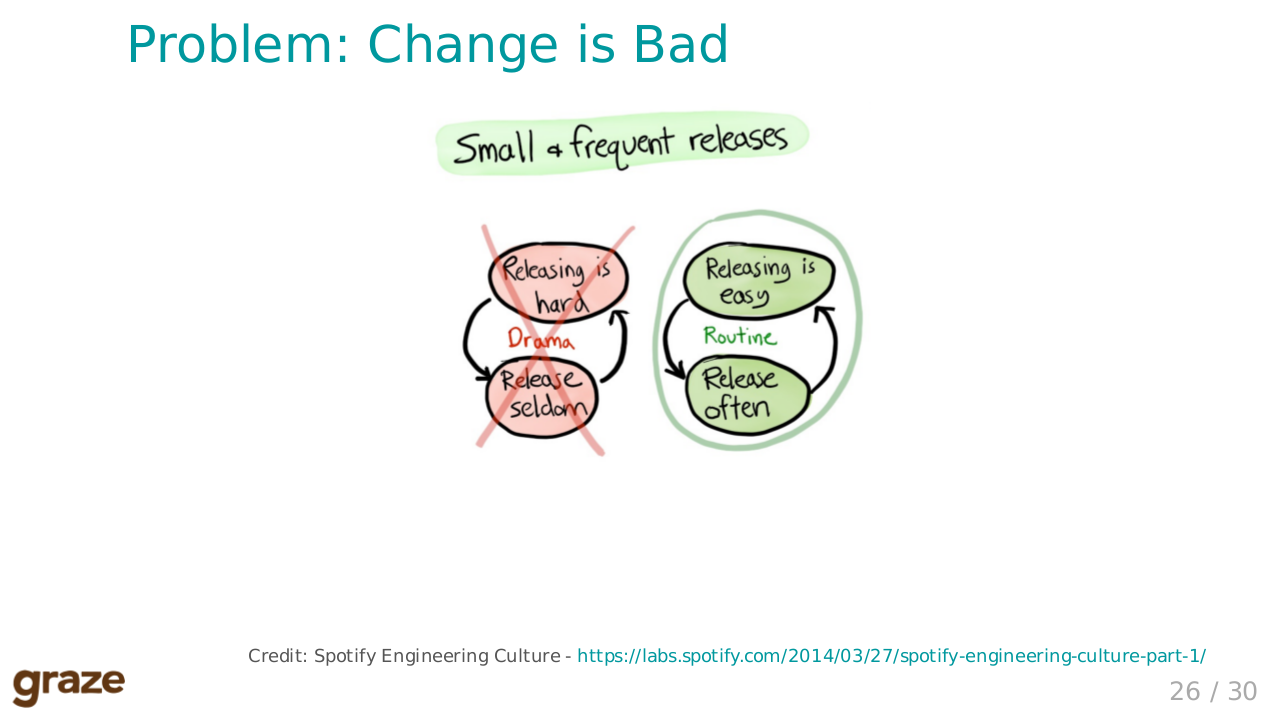 Problem: Change is Bad
Small & frequent releases
Releasing is
hard
Drama
Release
seldom
Releasing is
easy
Routine
Release
often
Credit: Spotify Engineering Culture - https://labs.spotify.com/2014/03/27/spotify-engineering-culture-part-1/
graze
26 / 30